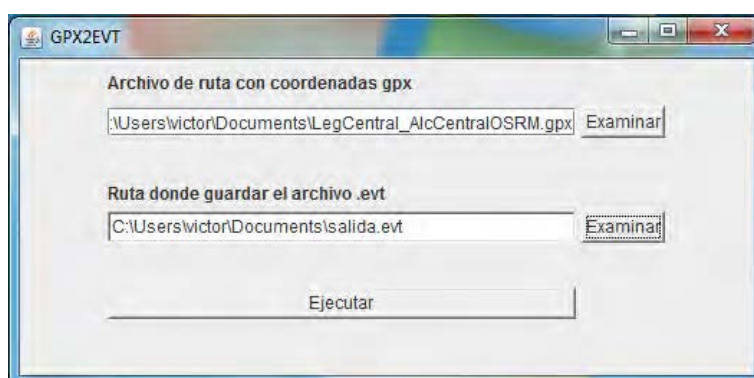 GPX2EVT
Archivo de ruta con coordenadas gpx
:\Users\victor\Documents\LegCentral_AlcCentralOSRM.gpx Examinar
Ruta donde guardar el archivo .evt
C:\Users\victor\Documents\salida.evt Examinar
Ejecutar